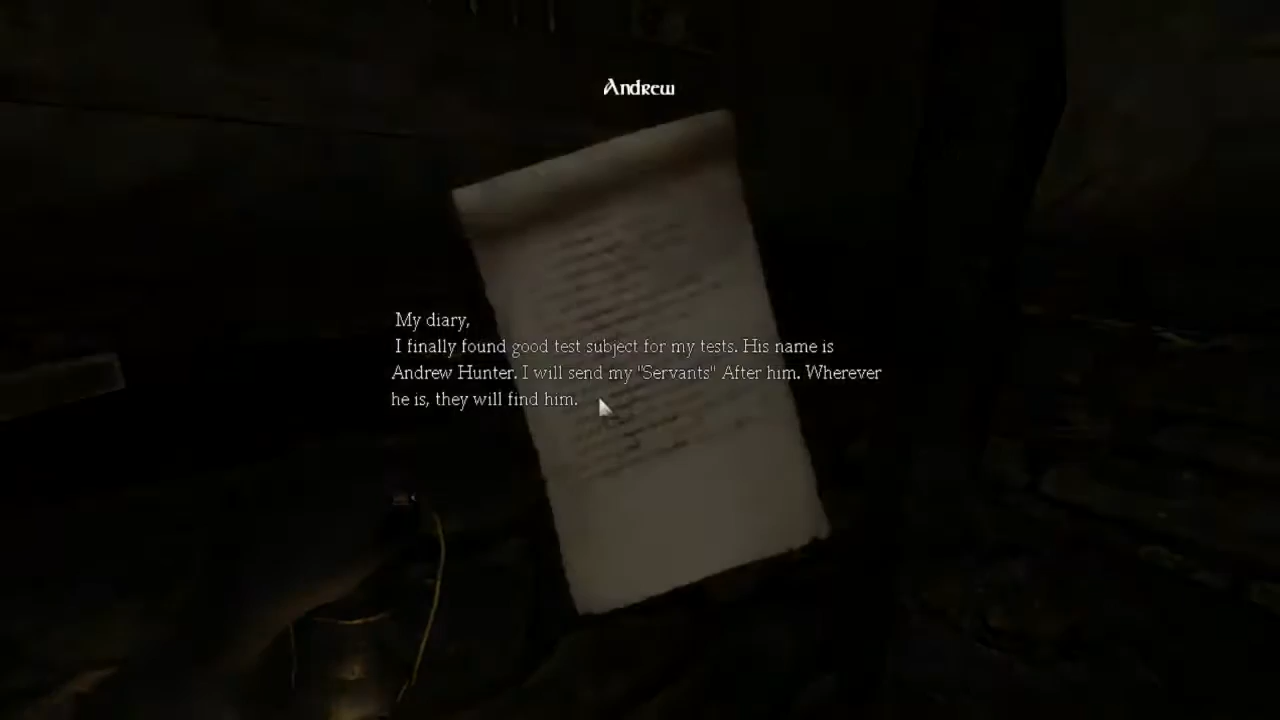 Andrew
My diary,
I finally found good test subject for my tests. His name is
Andrew Hunter. I will send my "Servants" After him. Wherever
he is, they will find him.